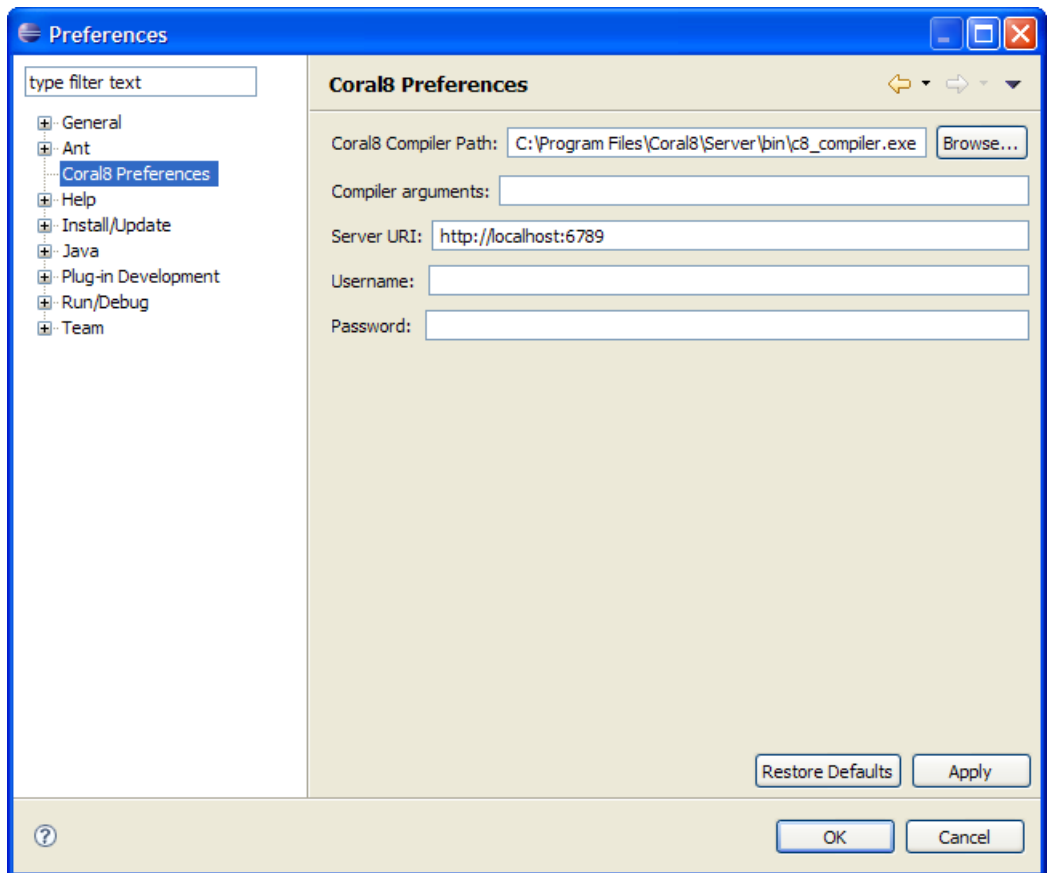 Preferences
type filter text
General
Ant
Coral8 Preferences
Help
Install/Update
Java
Plug-in Development
Run/Debug
Team
Coral8 Preferences
Coral8 Compiler Path: C:\Program Files\Coral8\Server\bin\c8_compiler.exe Browse...
Compiler arguments:
Server URI: http://localhost:6789
Username:
Password:
Restore Defaults Apply
OK Cancel